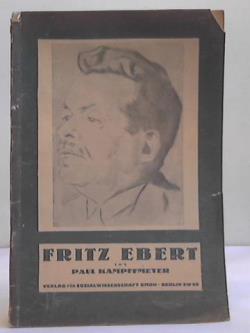 FRITZ EBERT
VON
PAUL KAMPFFMEYER
VERLAG FÜR SOZIALWISSENSCHAFT GMBH • BERLIN SW 68